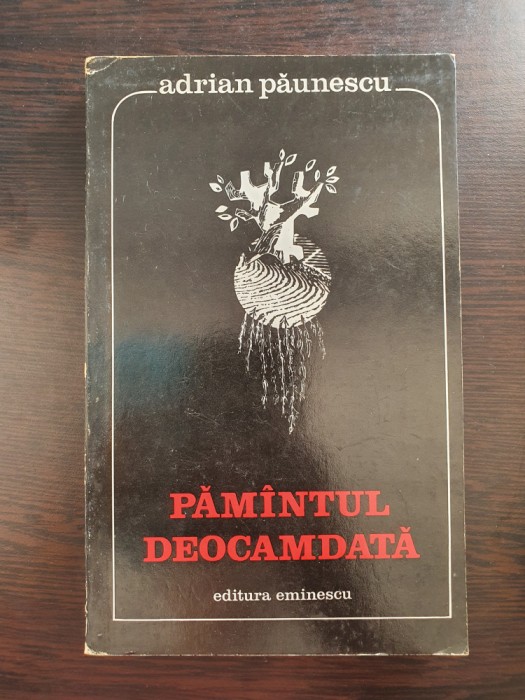 adrian păunescu
PĂMÎNTUL
DEOCAMDATĂ
editura eminescu